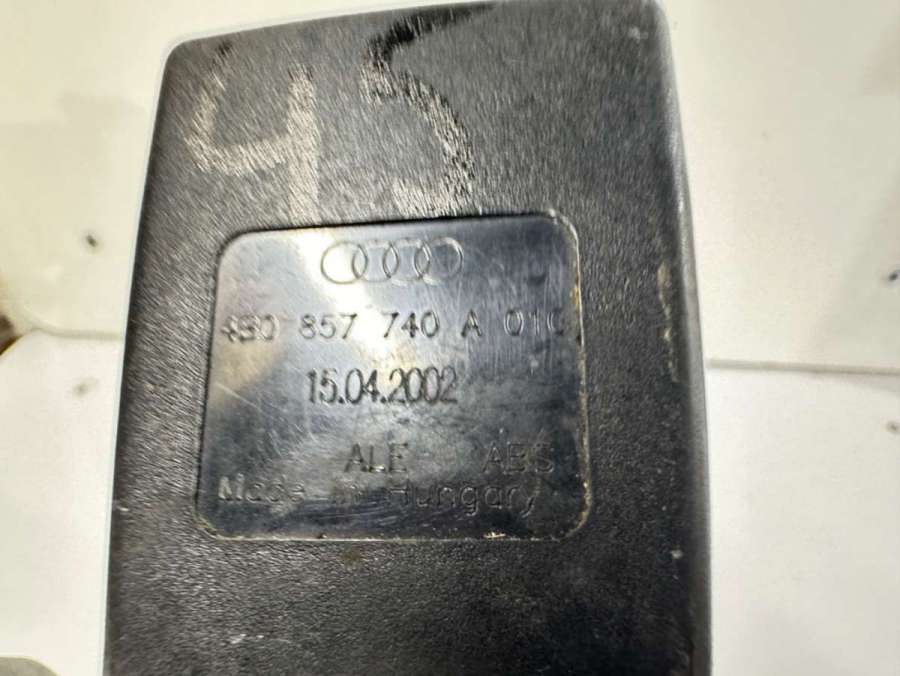 45
4B0 857 740 A 01C
15.04.2002
ALE ABS
Made in Hungary